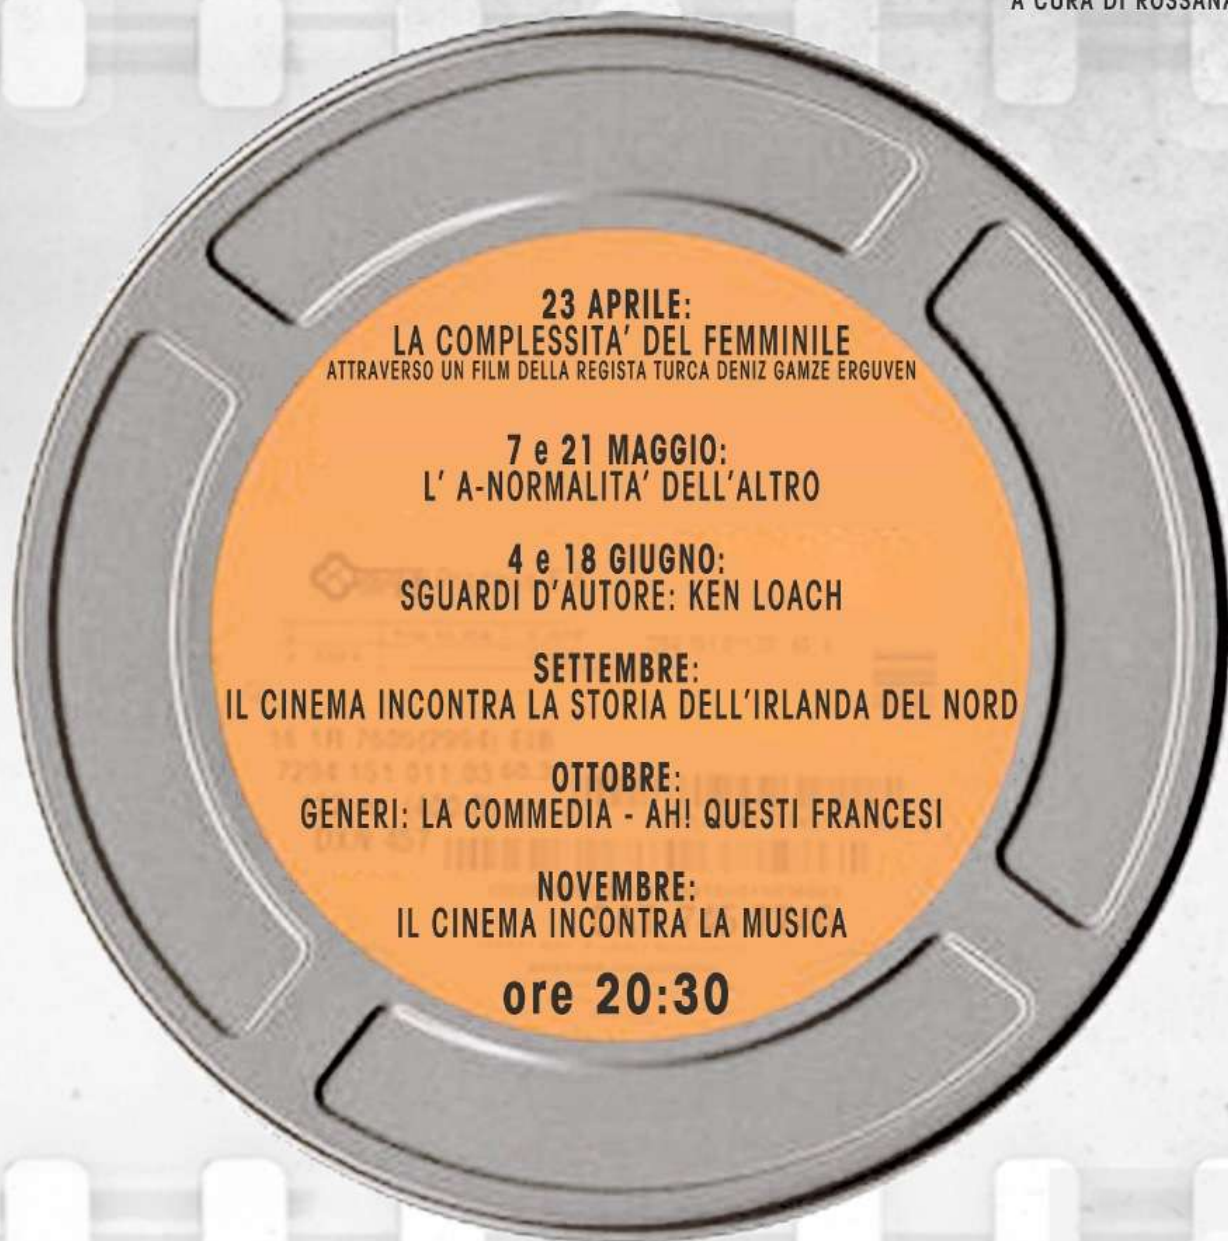 A CURA DI ROSSANA
23 APRILE:
LA COMPLESSITA' DEL FEMMINILE
ATTRAVERSO UN FILM DELLA REGISTA TURCA DENIZ GAMZE ERGUVEN
7 e 21 MAGGIO:
L' A-NORMALITA' DELL'ALTRO
4 e 18 GIUGNO:
SGUARDI D'AUTORE: KEN LOACH
SETTEMBRE:
IL CINEMA INCONTRA LA STORIA DELL'IRLANDA DEL NORD
OTTOBRE:
GENERI: LA COMMEDIA - AH! QUESTI FRANCESI
NOVEMBRE:
IL CINEMA INCONTRA LA MUSICA
ore 20:30